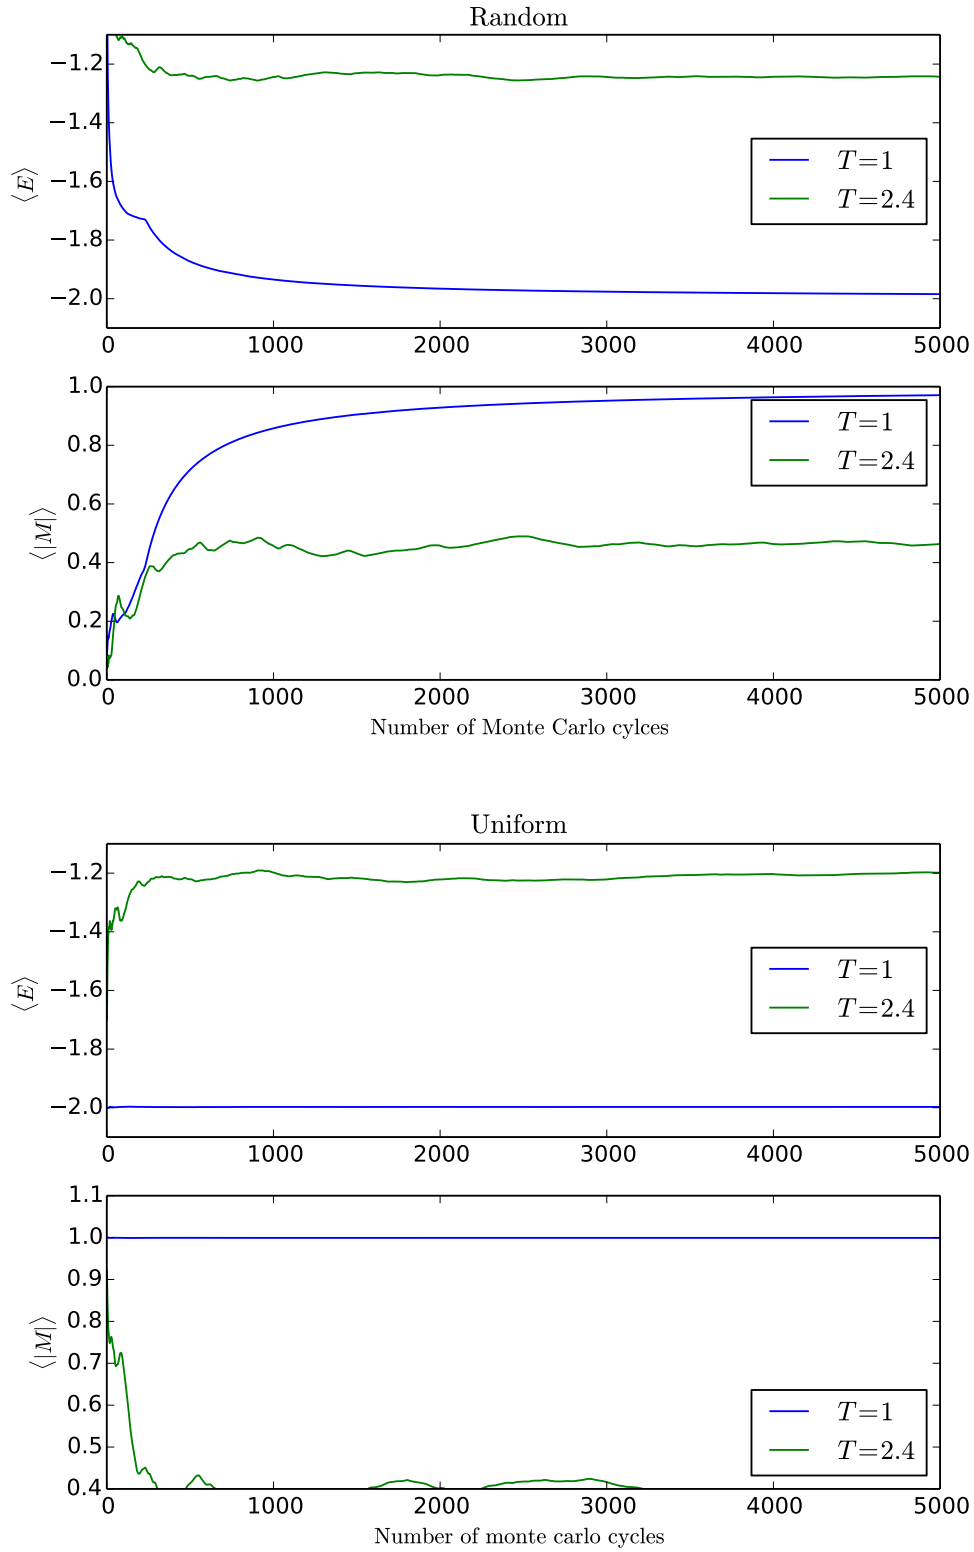 Random
−1.2
−1.4
−1.6
−1.8
−2.0
⟨E⟩
T=1
T=2.4
0 1000 2000 3000 4000 5000
1.0
0.8
0.6
0.4
0.2
0.0
⟨|M|⟩
T=1
T=2.4
0 1000 2000 3000 4000 5000
Number of Monte Carlo cylces
Uniform
−1.2
−1.4
−1.6
−1.8
−2.0
⟨E⟩
T=1
T=2.4
0 1000 2000 3000 4000 5000
1.1
1.0
0.9
0.8
0.7
0.6
0.5
0.4
⟨|M|⟩
T=1
T=2.4
0 1000 2000 3000 4000 5000
Number of monte carlo cycles